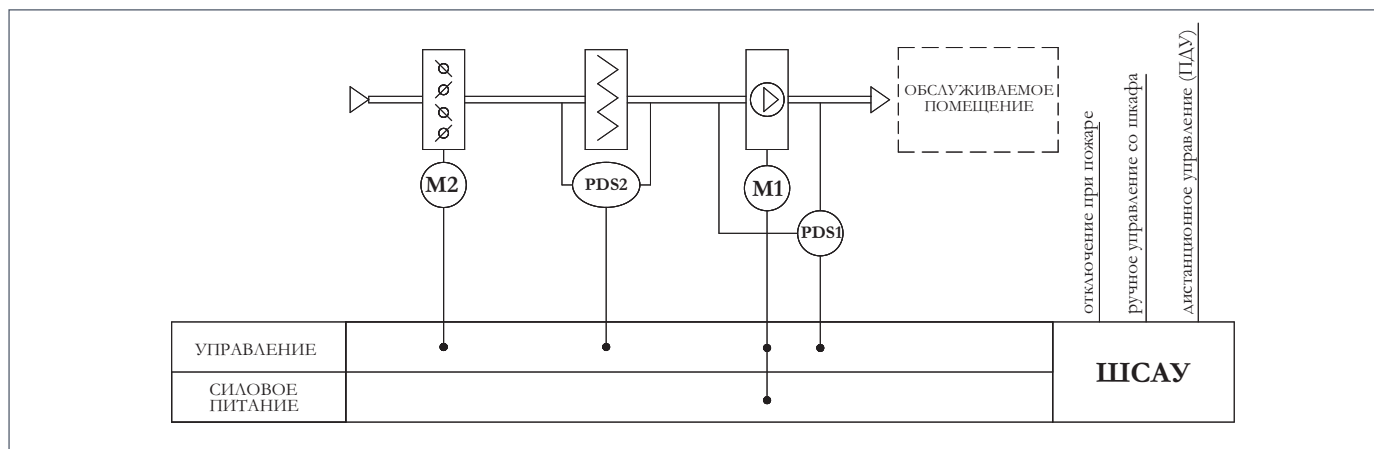 ОБСЛУЖИВАЕМОЕ
ПОМЕЩЕНИЕ
отключение при пожаре
ручное управление со шкафа
дистанционное управление (ПДУ)
M2
PDS2
M1
PDS1
УПРАВЛЕНИЕ
СИЛОВОЕ
ПИТАНИЕ
ШСАУ